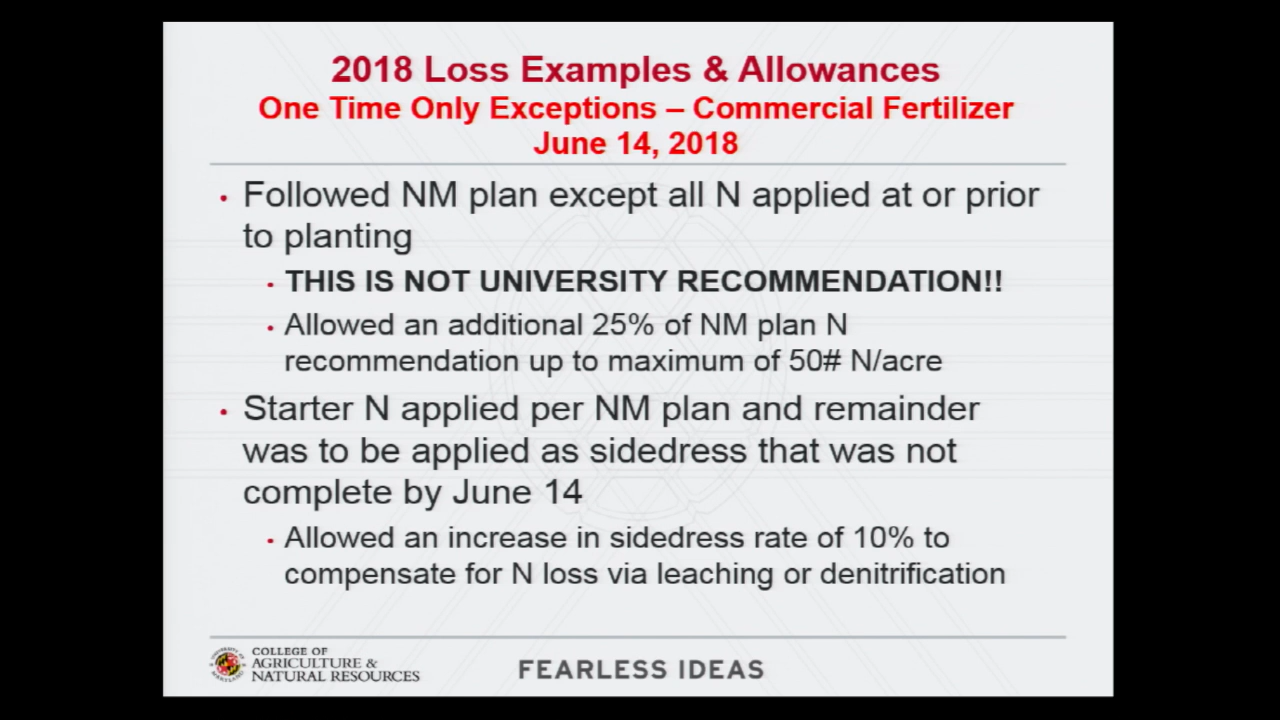 2018 Loss Examples & Allowances
One Time Only Exceptions – Commercial Fertilizer
June 14, 2018
• Followed NM plan except all N applied at or prior
to planting
• THIS IS NOT UNIVERSITY RECOMMENDATION!!
• Allowed an additional 25% of NM plan N
recommendation up to maximum of 50# N/acre
• Starter N applied per NM plan and remainder
was to be applied as sidedress that was not
complete by June 14
• Allowed an increase in sidedress rate of 10% to
compensate for N loss via leaching or denitrification
UNIVERSITY OF
MARYLAND
COLLEGE OF
AGRICULTURE &
NATURAL RESOURCES
FEARLESS IDEAS